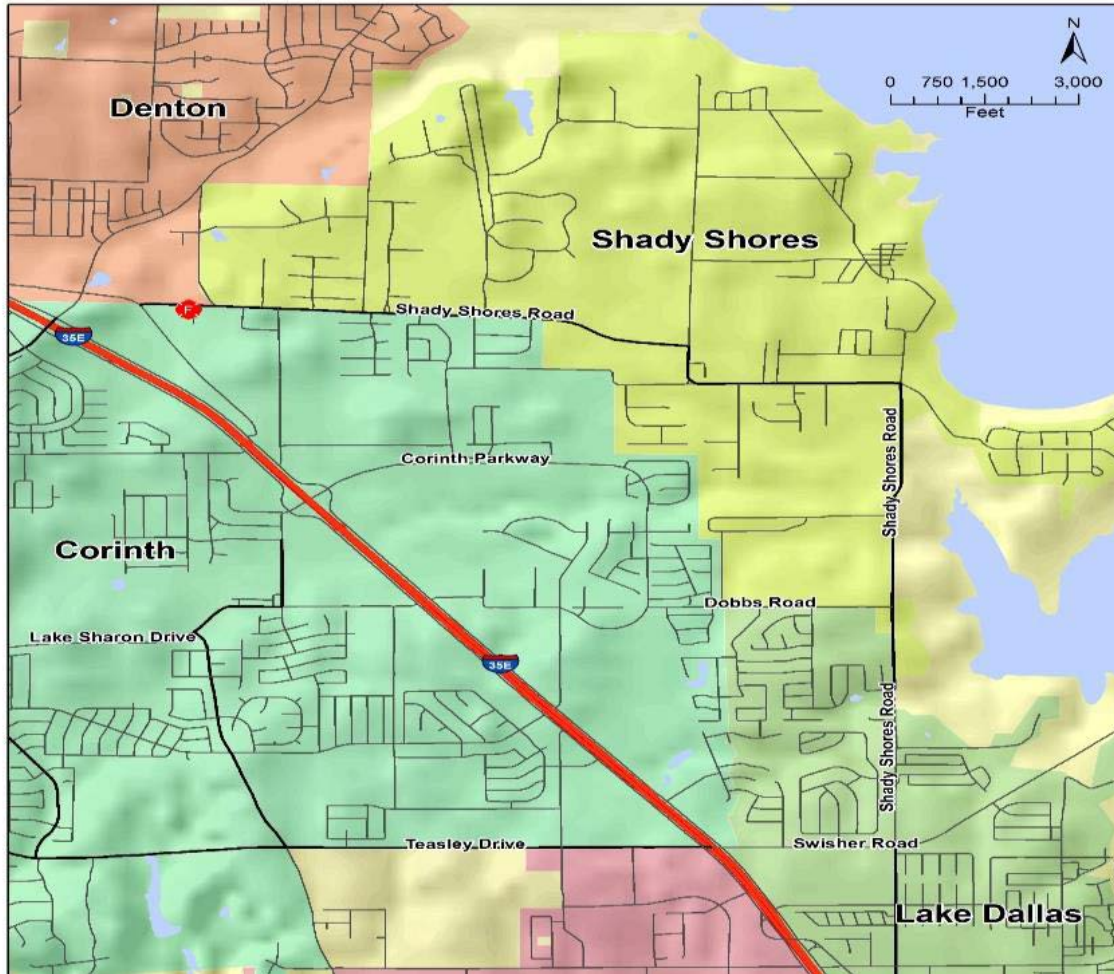 N
0 750 1,500 3,000
Feet
Denton
Shady Shores
F
Shady Shores Road
35E
Corinth Parkway
Shady Shores Road
Corinth
Dobbs Road
Lake Sharon Drive
35E
Shady Shores Road
Teasley Drive
Swisher Road
Lake Dallas